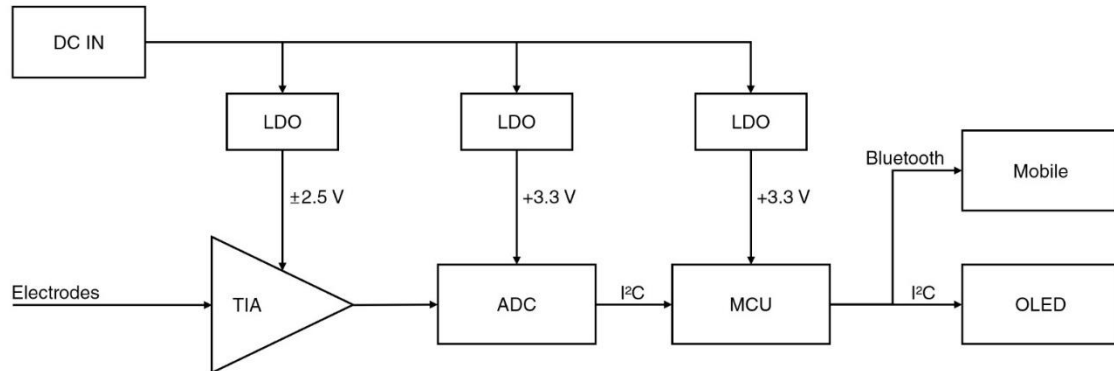 DC IN
LDO
LDO
LDO
±2.5 V
+3.3 V
+3.3 V
Bluetooth
Mobile
Electrodes
TIA
ADC
I²C
MCU
I²C
OLED